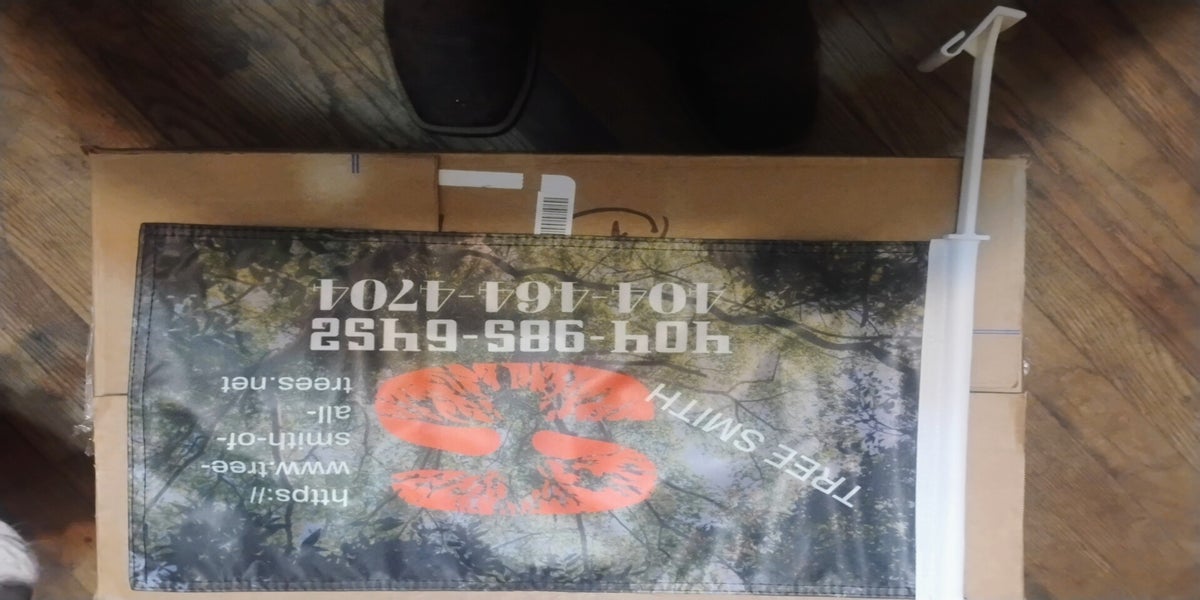 TREE SMITH
S
https://
www.tree-
smith-of-
all-
trees.net
404-985-6452
404-464-4704